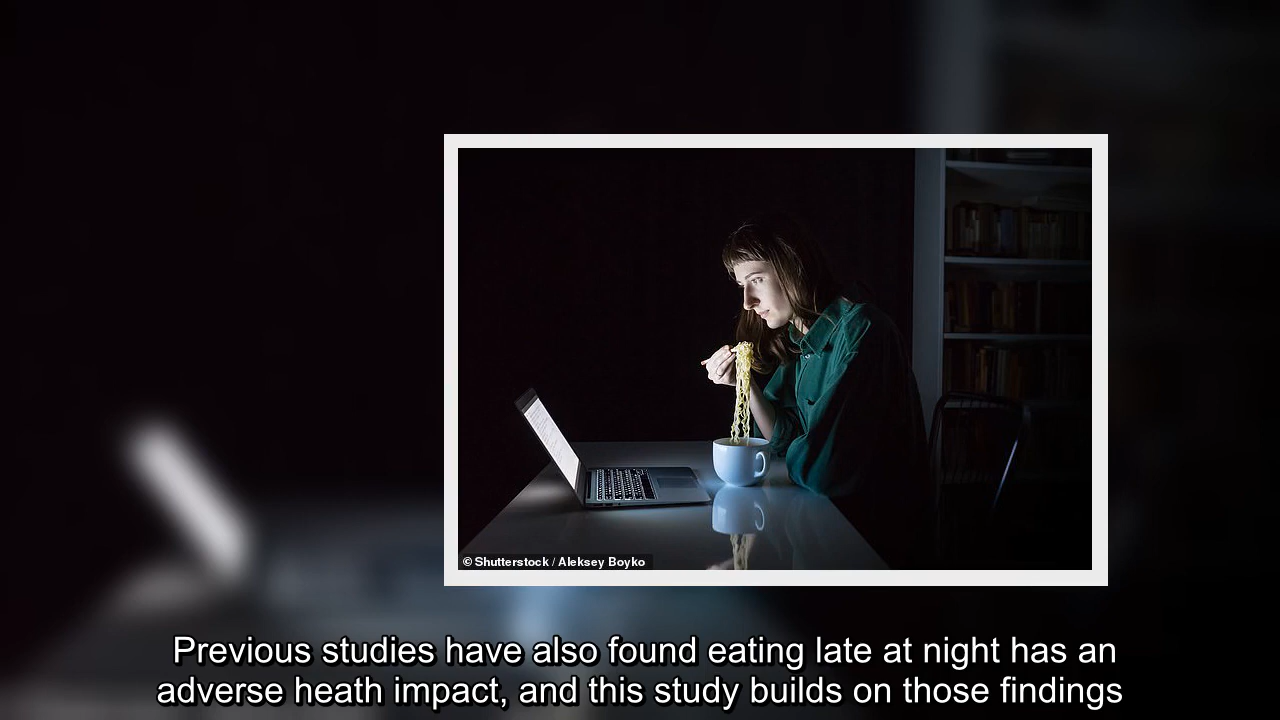 © Shutterstock / Aleksey Boyko
Previous studies have also found eating late at night has an
adverse heath impact, and this study builds on those findings